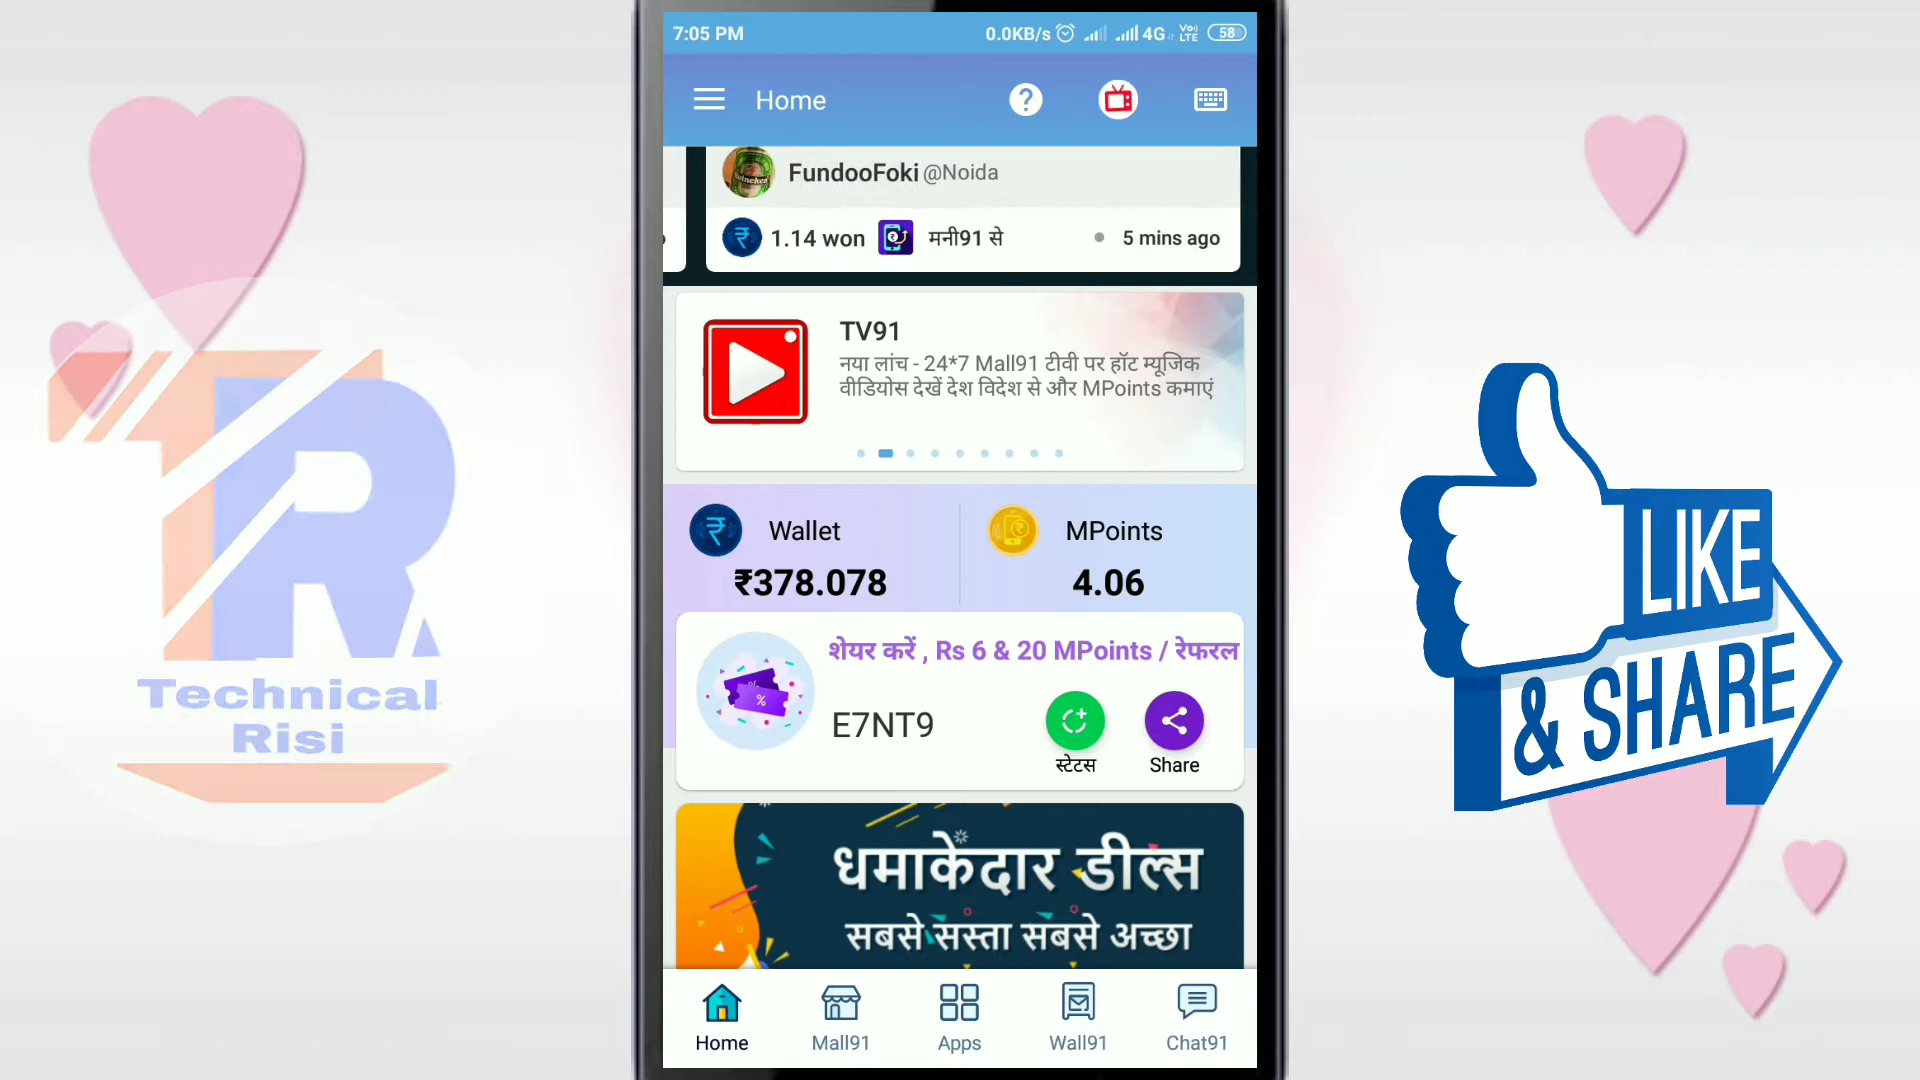 7:05 PM
0.0KB/s 4G Vo) LTE 58
Home
FundooFoki @Noida
1.14 won मनी91 से 5 mins ago
TV91
नया लांच - 24*7 Mall91 टीवी पर हॉट म्यूजिक
वीडियोस देखें देश विदेश से और MPoints कमाएं
Wallet
₹378.078
MPoints
4.06
शेयर करें , Rs 6 & 20 MPoints / रेफरल
E7NT9
स्टेटस
Share
धमाकेदार डील्स
सबसे सस्ता सबसे अच्छा
Home
Mall91
Apps
Wall91
Chat91
TR
Technical
Risi
LIKE
& SHARE